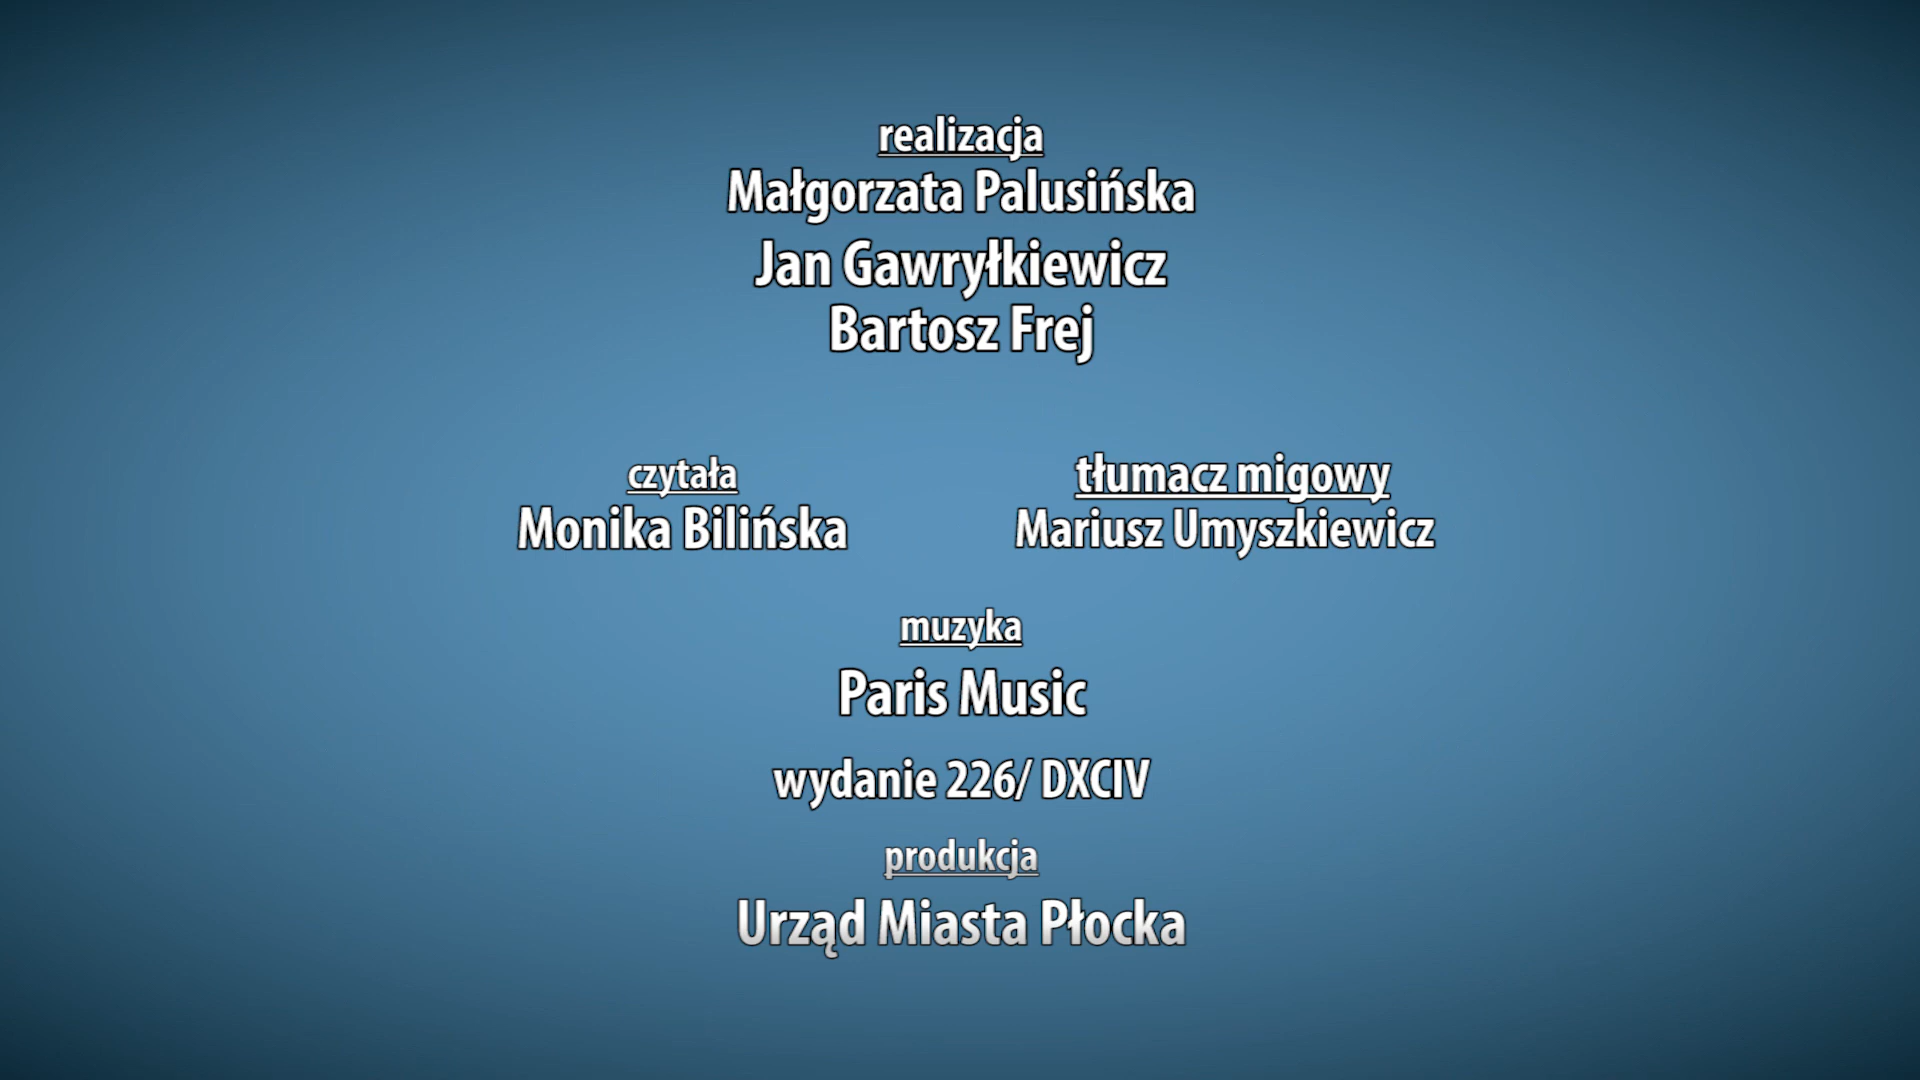 realizacja
Małgorzata Palusińska
Jan Gawryłkiewicz
Bartosz Frej
czytała
Monika Bilińska
tłumacz migowy
Mariusz Umyszkiewicz
muzyka
Paris Music
wydanie 226/ DXCIV
produkcja
Urząd Miasta Płocka